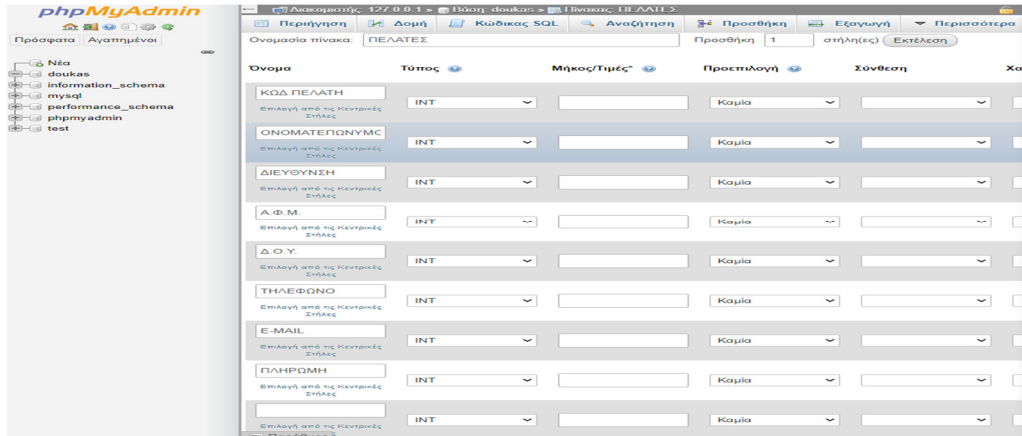 phpMyAdmin
Πρόσφατα Αγαπημένοι
Νέα
doukas
information_schema
mysql
performance_schema
phpmyadmin
test
Διακομιστής: 127.0.0.1 » Βάση: doukas » Πίνακας: ΠΕΛΑΤΕΣ
Περιήγηση Δομή Κώδικας SQL Αναζήτηση Προσθήκη Εξαγωγή Περισσότερα
Ονομασία πίνακα: ΠΕΛΑΤΕΣ Προσθήκη 1 στήλη(ες) Εκτέλεση
Όνομα Τύπος Μήκος/Τιμές* Προεπιλογή Σύνθεση Χα
ΚΩΔ.ΠΕΛΑΤΗ INT Καμία
Επιλογή από τις Κεντρικές
Στήλες
ΟΝΟΜΑΤΕΠΩΝΥΜΟ INT Καμία
Επιλογή από τις Κεντρικές
Στήλες
ΔΙΕΥΘΥΝΣΗ INT Καμία
Επιλογή από τις Κεντρικές
Στήλες
Α.Φ.Μ. INT Καμία
Επιλογή από τις Κεντρικές
Στήλες
Δ.Ο.Υ. INT Καμία
Επιλογή από τις Κεντρικές
Στήλες
ΤΗΛΕΦΩΝΟ INT Καμία
Επιλογή από τις Κεντρικές
Στήλες
E-MAIL INT Καμία
Επιλογή από τις Κεντρικές
Στήλες
ΠΛΗΡΩΜΗ INT Καμία
Επιλογή από τις Κεντρικές
Στήλες
INT Καμία
Επιλογή από τις Κεντρικές